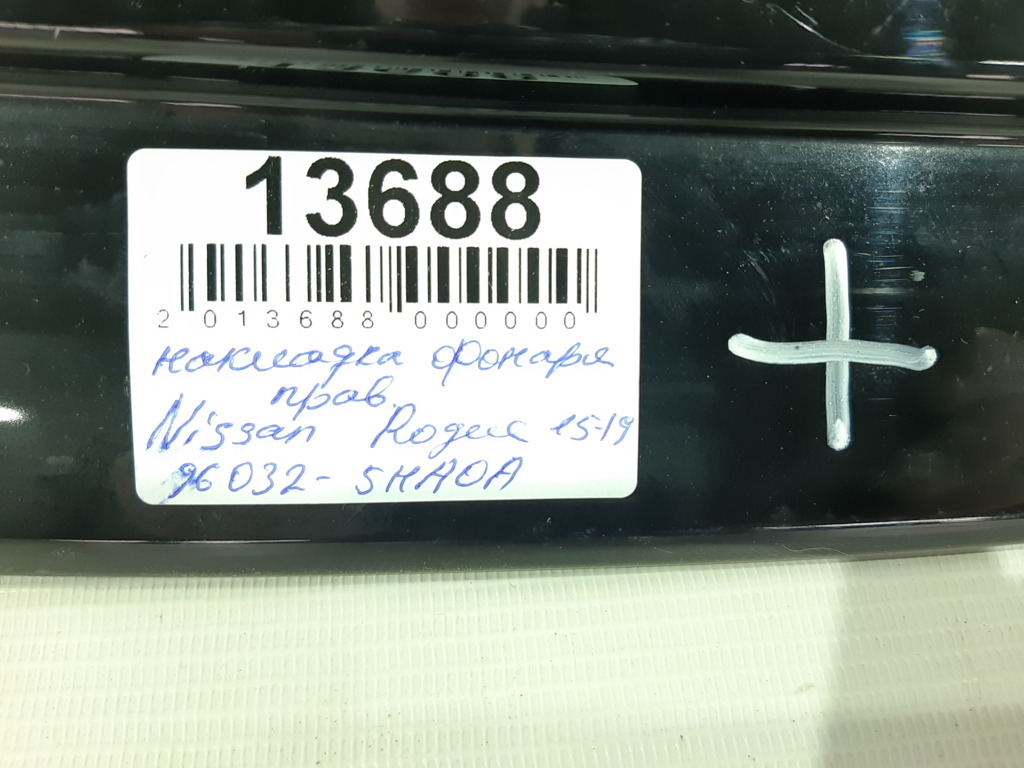 13688
2 013688 000000
накладка фонаря
прав.
Nissan Rogue 15-19
96032-5HA0A